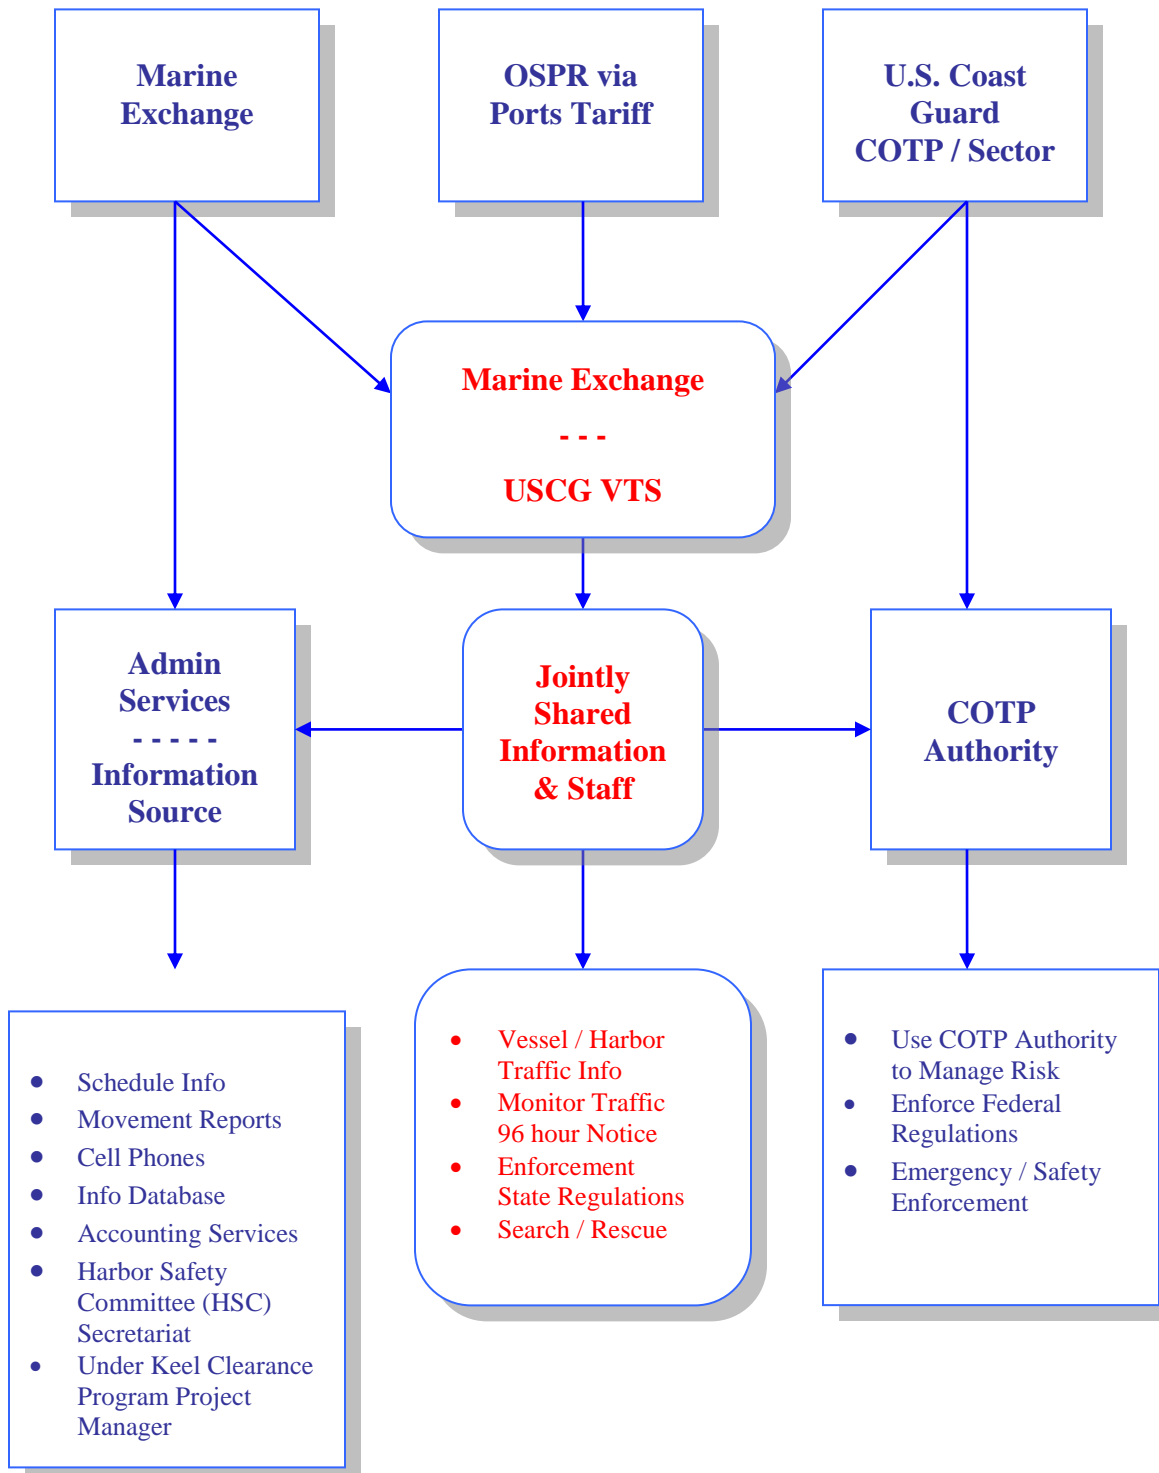 Marine
Exchange
OSPR via
Ports Tariff
U.S. Coast
Guard
COTP / Sector
Marine Exchange
- - -
USCG VTS
Admin
Services
- - - - -
Information
Source
Jointly
Shared
Information
& Staff
COTP
Authority
• Schedule Info
• Movement Reports
• Cell Phones
• Info Database
• Accounting Services
• Harbor Safety
Committee (HSC)
Secretariat
• Under Keel Clearance
Program Project
Manager
• Vessel / Harbor
Traffic Info
• Monitor Traffic
96 hour Notice
• Enforcement
State Regulations
• Search / Rescue
• Use COTP Authority
to Manage Risk
• Enforce Federal
Regulations
• Emergency / Safety
Enforcement